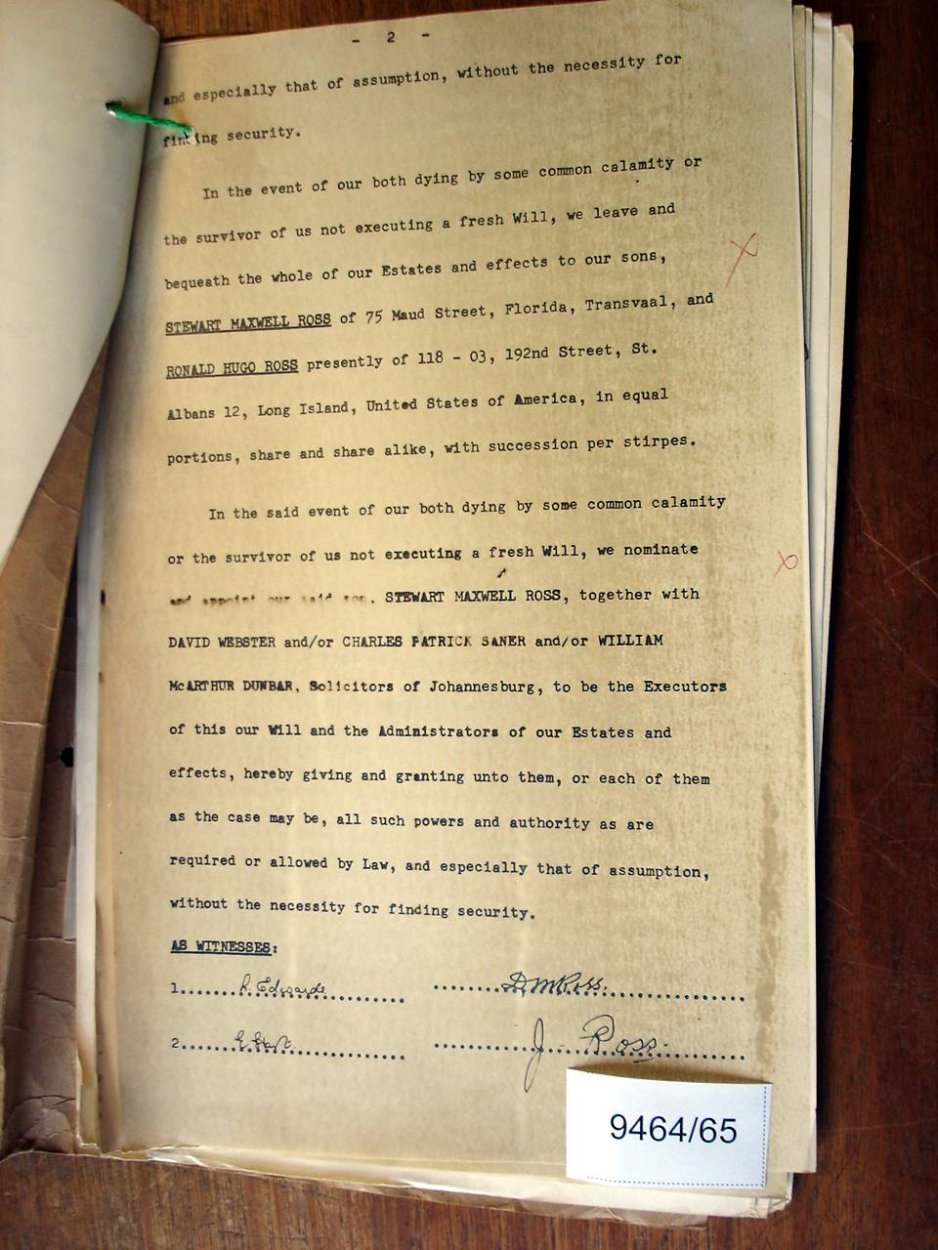 - 2 -
and especially that of assumption, without the necessity for
finding security.
In the event of our both dying by some common calamity or
the survivor of us not executing a fresh Will, we leave and
bequeath the whole of our Estates and effects to our sons,
STEWART MAXWELL ROSS of 75 Maud Street, Florida, Transvaal, and
RONALD HUGO ROSS presently of 118 - 03, 192nd Street, St.
Albans 12, Long Island, United States of America, in equal
portions, share and share alike, with succession per stirpes.
In the said event of our both dying by some common calamity
or the survivor of us not executing a fresh Will, we nominate
and appoint our said son, STEWART MAXWELL ROSS, together with
DAVID WEBSTER and/or CHARLES PATRICK SANER and/or WILLIAM
McARTHUR DUNBAR, Solicitors of Johannesburg, to be the Executors
of this our Will and the Administrators of our Estates and
effects, hereby giving and granting unto them, or each of them
as the case may be, all such powers and authority as are
required or allowed by Law, and especially that of assumption,
without the necessity for finding security.
AS WITNESSES:
1. Edwards D M Ross.
2. J. Ross.
9464/65